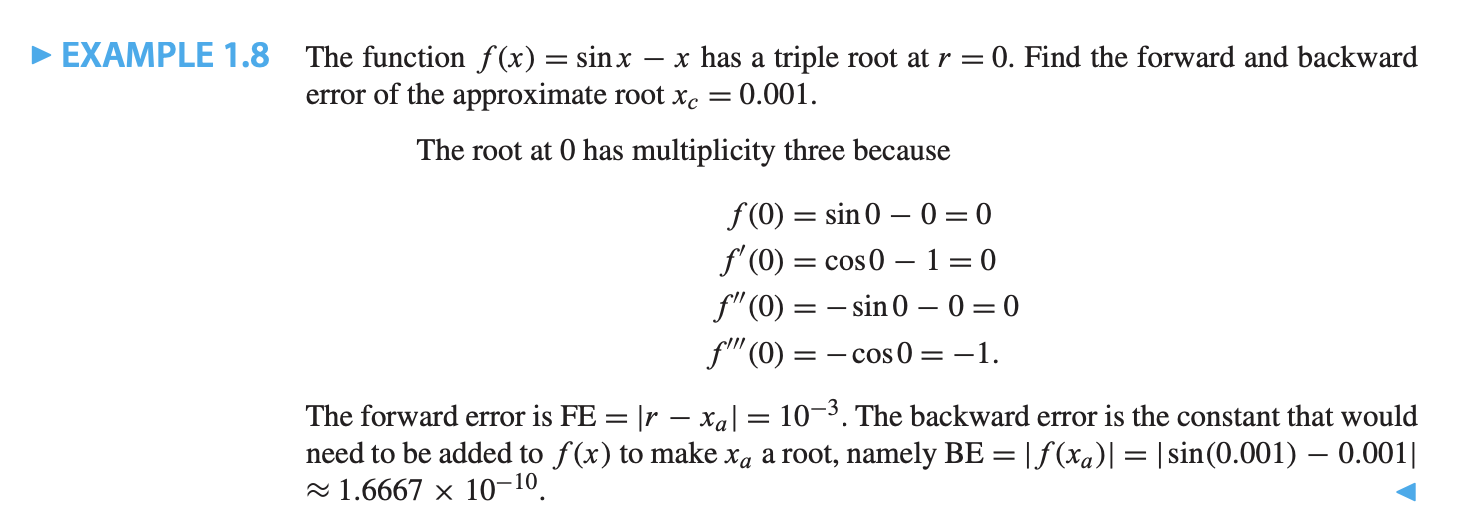 ▶ EXAMPLE 1.8 The function f(x) = sin x − x has a triple root at r = 0. Find the forward and backward
error of the approximate root x_c = 0.001.
The root at 0 has multiplicity three because
f(0) = sin 0 − 0 = 0
f′(0) = cos 0 − 1 = 0
f″(0) = − sin 0 − 0 = 0
f‴(0) = − cos 0 = −1.
The forward error is FE = |r − x_a| = 10⁻³. The backward error is the constant that would
need to be added to f(x) to make x_a a root, namely BE = |f(x_a)| = |sin(0.001) − 0.001|
≈ 1.6667 × 10⁻¹⁰. ◀